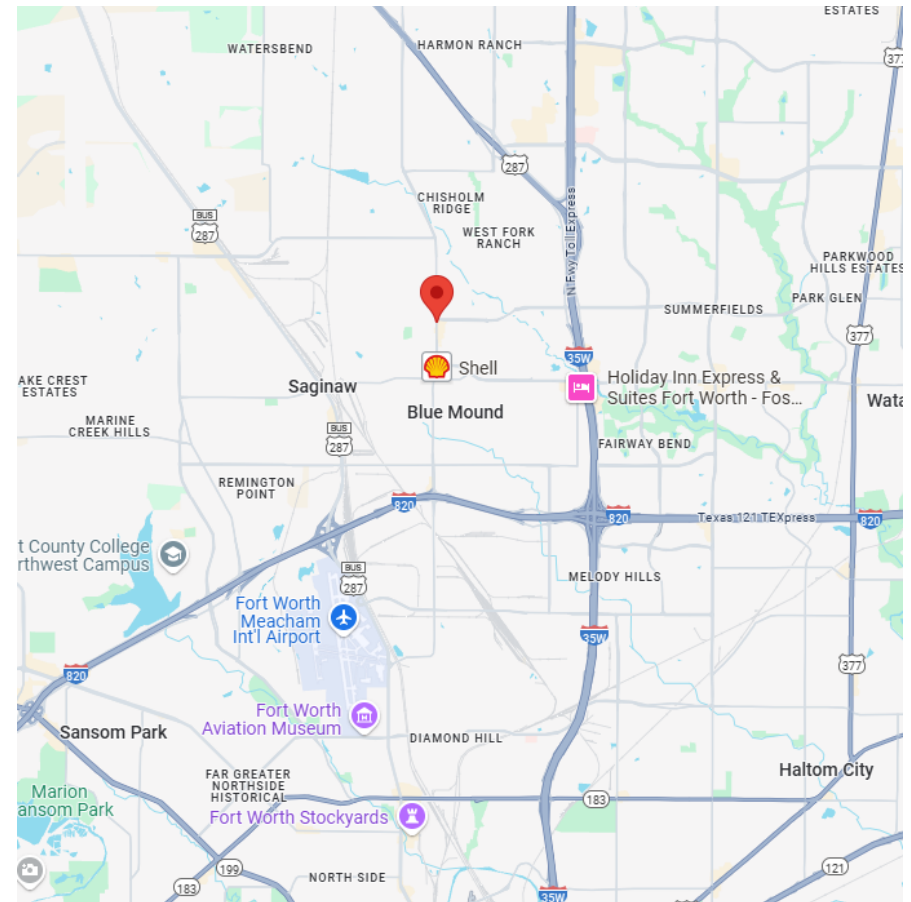 ESTATES
WATERSBEND
HARMON RANCH
377
287
CHISHOLM
RIDGE
BUS
287
WEST FORK
RANCH
N Fwy Toll Express
PARKWOOD
HILLS ESTATES
PARK GLEN
SUMMERFIELDS
377
35W
Shell
AKE CREST
ESTATES
Saginaw
Holiday Inn Express &
Suites Fort Worth - Fos...
Wata
Blue Mound
MARINE
CREEK HILLS
BUS
287
FAIRWAY BEND
REMINGTON
POINT
820
820
Texas 121 TEXpress
820
t County College
rthwest Campus
BUS
287
MELODY HILLS
Fort Worth
Meacham
Int'l Airport
35W
377
820
Fort Worth
Aviation Museum
Sansom Park
DIAMOND HILL
Haltom City
FAR GREATER
NORTHSIDE
HISTORICAL
Marion
ansom Park
183
Fort Worth Stockyards
199
121
NORTH SIDE
183
35W